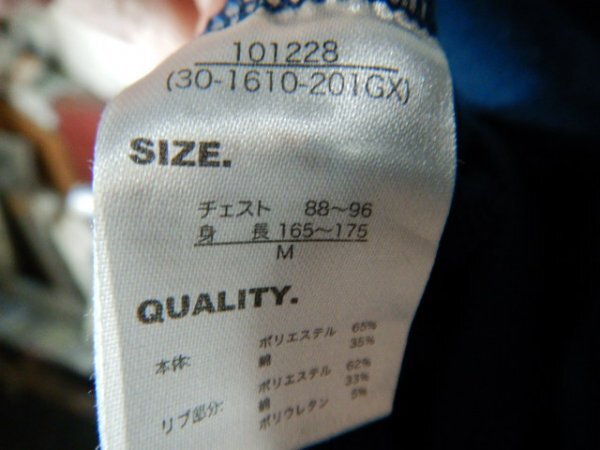 101228
(30-1610-201GX)
SIZE.
チェスト 88~96
身 長 165~175
M
QUALITY.
本体: ポリエステル 65%
綿 35%
リブ部分: ポリエステル 62%
綿 33%
ポリウレタン 5%